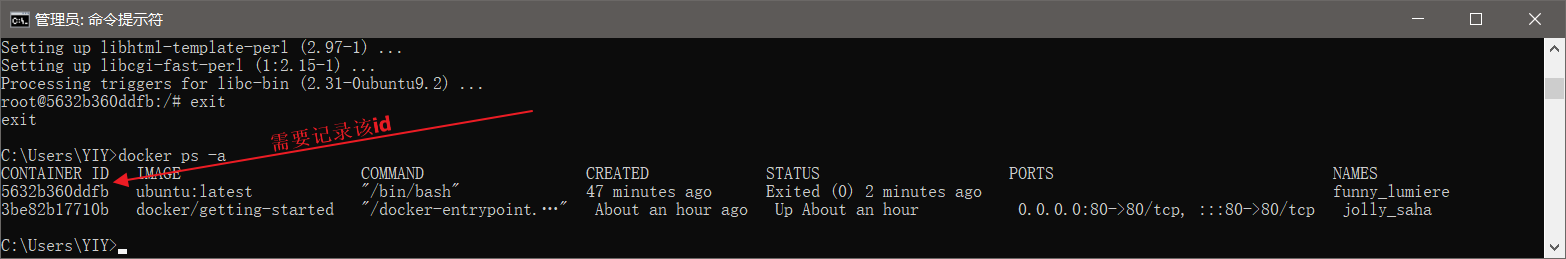 管理员: 命令提示符
Setting up libhtml-template-perl (2.97-1) ...
Setting up libcgi-fast-perl (1:2.15-1) ...
Processing triggers for libc-bin (2.31-0ubuntu9.2) ...
root@5632b360ddfb:/# exit
exit
需要记录该id
C:\Users\YIY>docker ps -a
CONTAINER ID   IMAGE                    COMMAND                  CREATED             STATUS                     PORTS                               NAMES
5632b360ddfb   ubuntu:latest            "/bin/bash"              47 minutes ago      Exited (0) 2 minutes ago                                       funny_lumiere
3be82b17710b   docker/getting-started   "/docker-entrypoint.…"   About an hour ago   Up About an hour           0.0.0.0:80->80/tcp, :::80->80/tcp   jolly_saha
C:\Users\YIY>